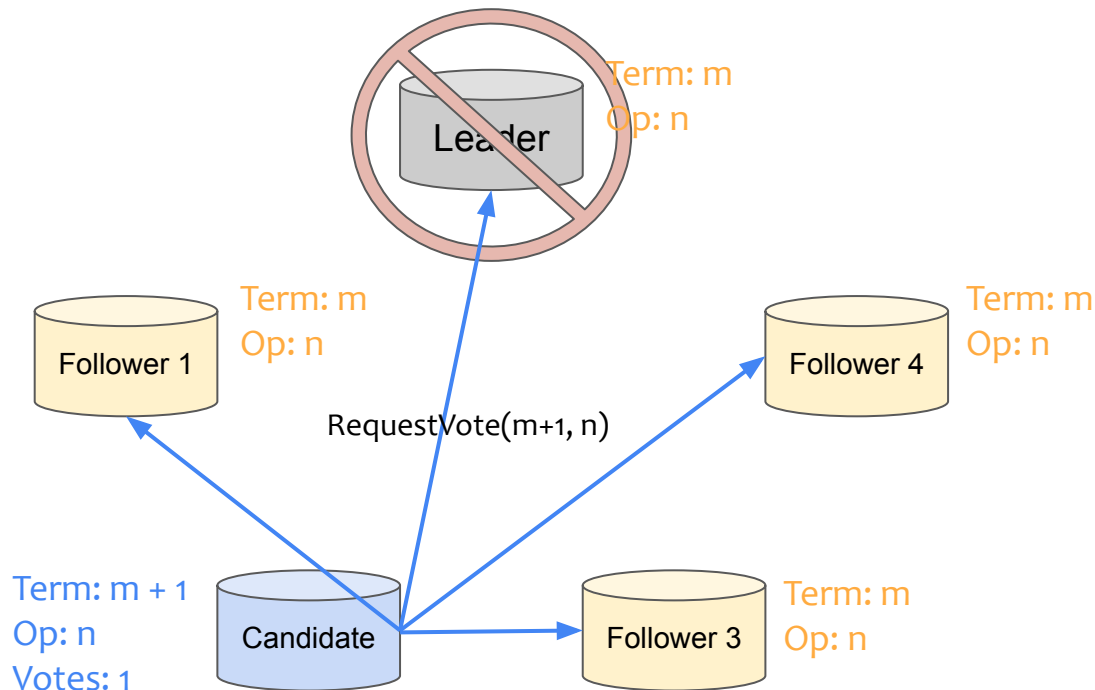 Term: m
Op: n
Leader
Term: m
Op: n
Follower 1
Term: m
Op: n
Follower 4
RequestVote(m+1, n)
Term: m + 1
Op: n
Votes: 1
Candidate
Follower 3
Term: m
Op: n